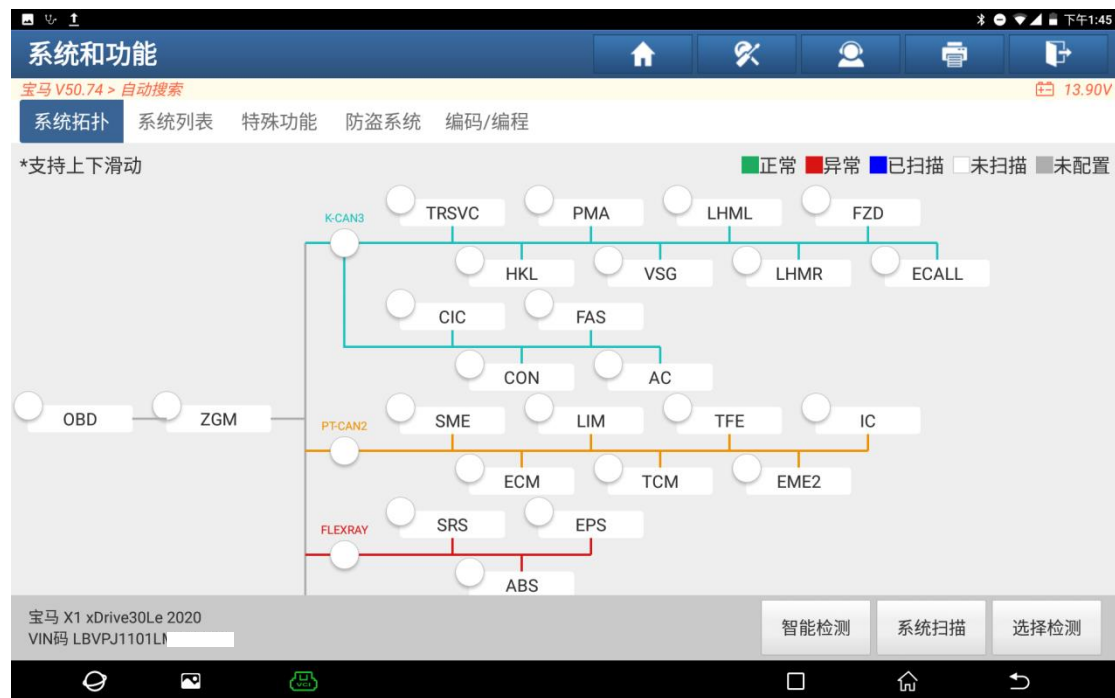 下午1:45
系统和功能
宝马 V50.74 > 自动搜索 13.90V
系统拓扑 系统列表 特殊功能 防盗系统 编码/编程
*支持上下滑动 正常 异常 已扫描 未扫描 未配置
K-CAN3 TRSVC PMA LHML FZD
HKL VSG LHMR ECALL
CIC FAS
CON AC
OBD ZGM PT-CAN2 SME LIM TFE IC
ECM TCM EME2
FLEXRAY SRS EPS
ABS
宝马 X1 xDrive30Le 2020
VIN码 LBVPJ1101L
智能检测 系统扫描 选择检测
VCI